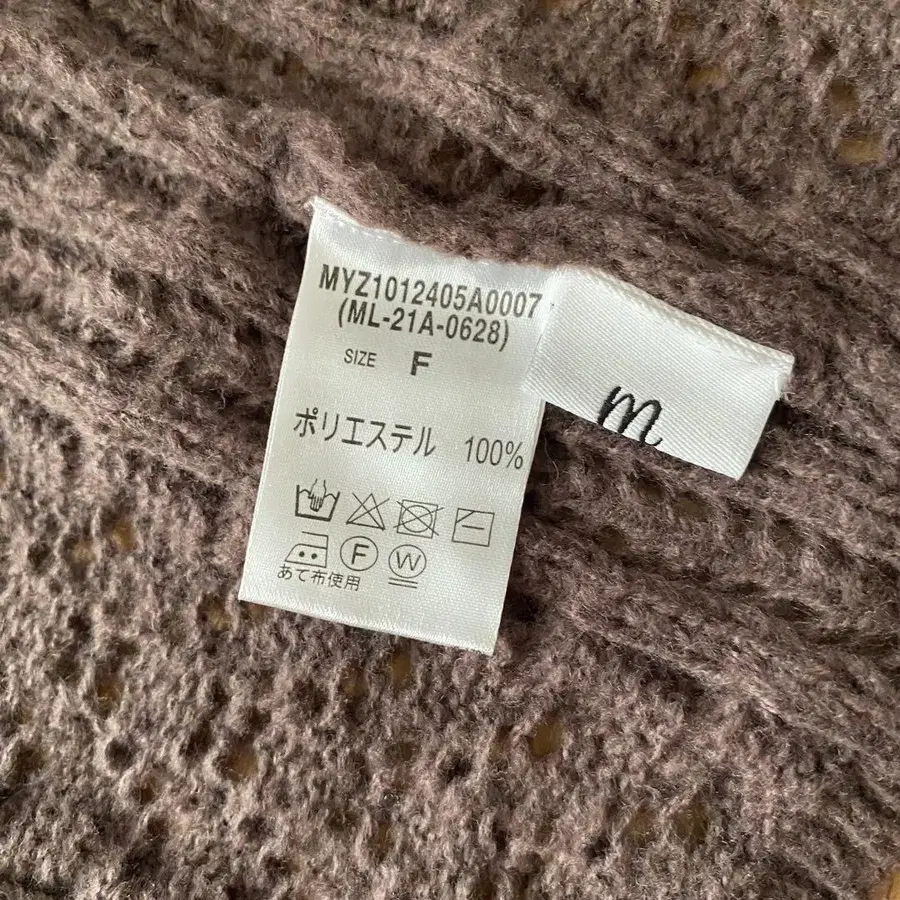 MYZ1012405A0007
(ML-21A-0628)
SIZE F
ポリエステル 100%
F W
あて布使用
m